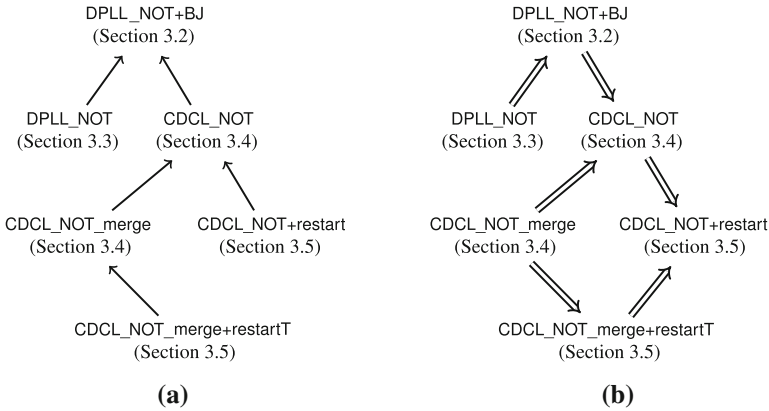 DPLL_NOT+BJ
(Section 3.2)
DPLL_NOT
(Section 3.3)
CDCL_NOT
(Section 3.4)
CDCL_NOT_merge
(Section 3.4)
CDCL_NOT+restart
(Section 3.5)
CDCL_NOT_merge+restartT
(Section 3.5)
(a)
DPLL_NOT+BJ
(Section 3.2)
DPLL_NOT
(Section 3.3)
CDCL_NOT
(Section 3.4)
CDCL_NOT_merge
(Section 3.4)
CDCL_NOT+restart
(Section 3.5)
CDCL_NOT_merge+restartT
(Section 3.5)
(b)